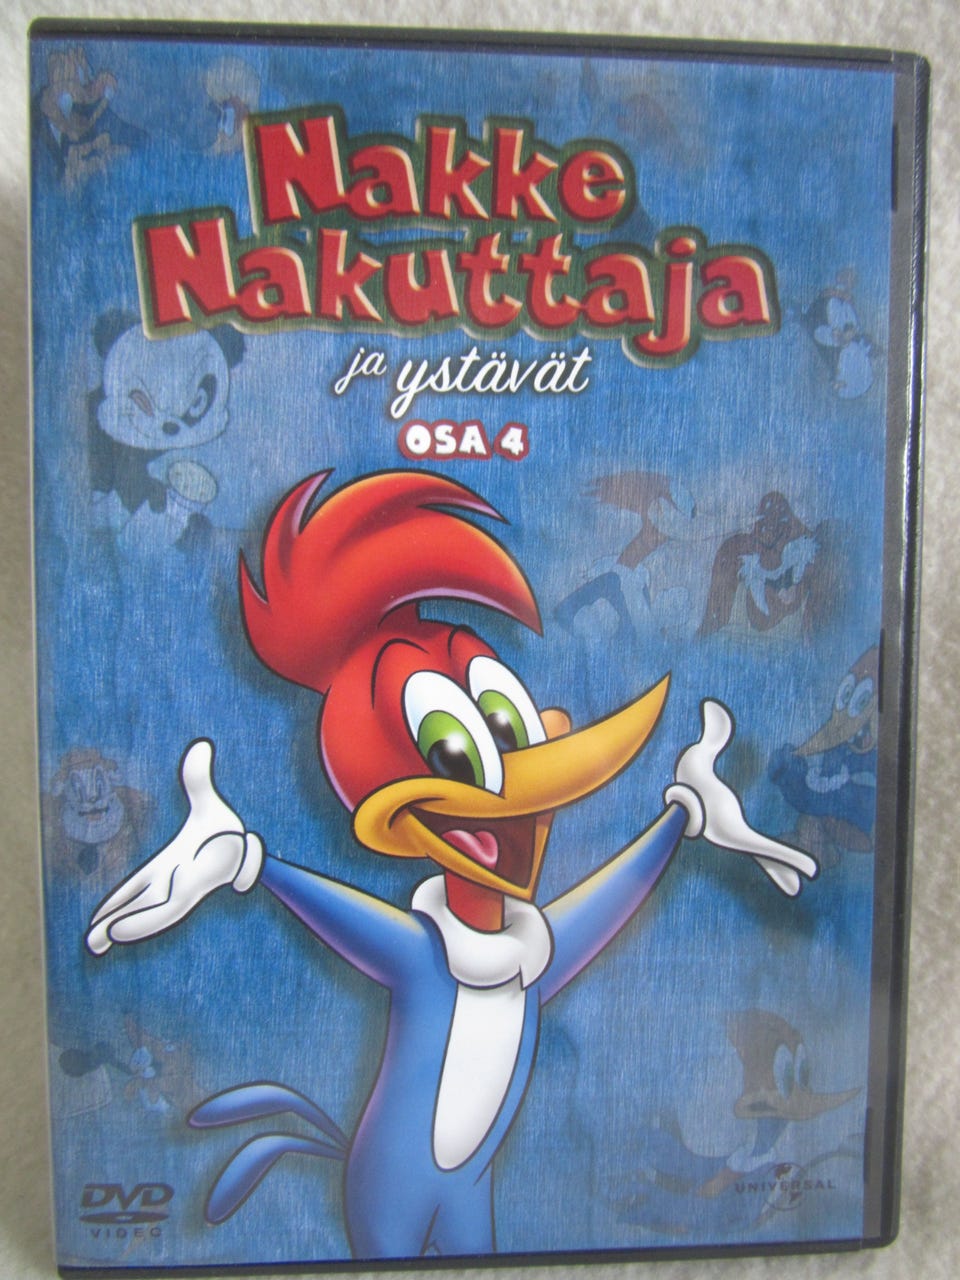 Nakke
Nakuttaja
ja ystävät
OSA 4
DVD
VIDEO
UNIVERSAL